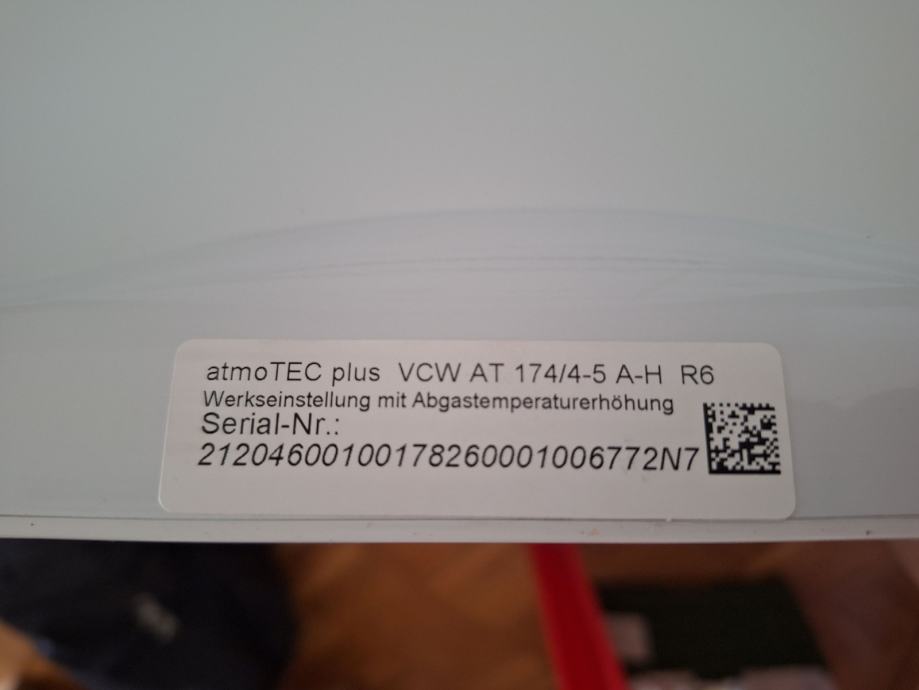 atmoTEC plus VCW AT 174/4-5 A-H R6
Werkseinstellung mit Abgastemperaturerhöhung
Serial-Nr.:
21204600100178260001006772N7